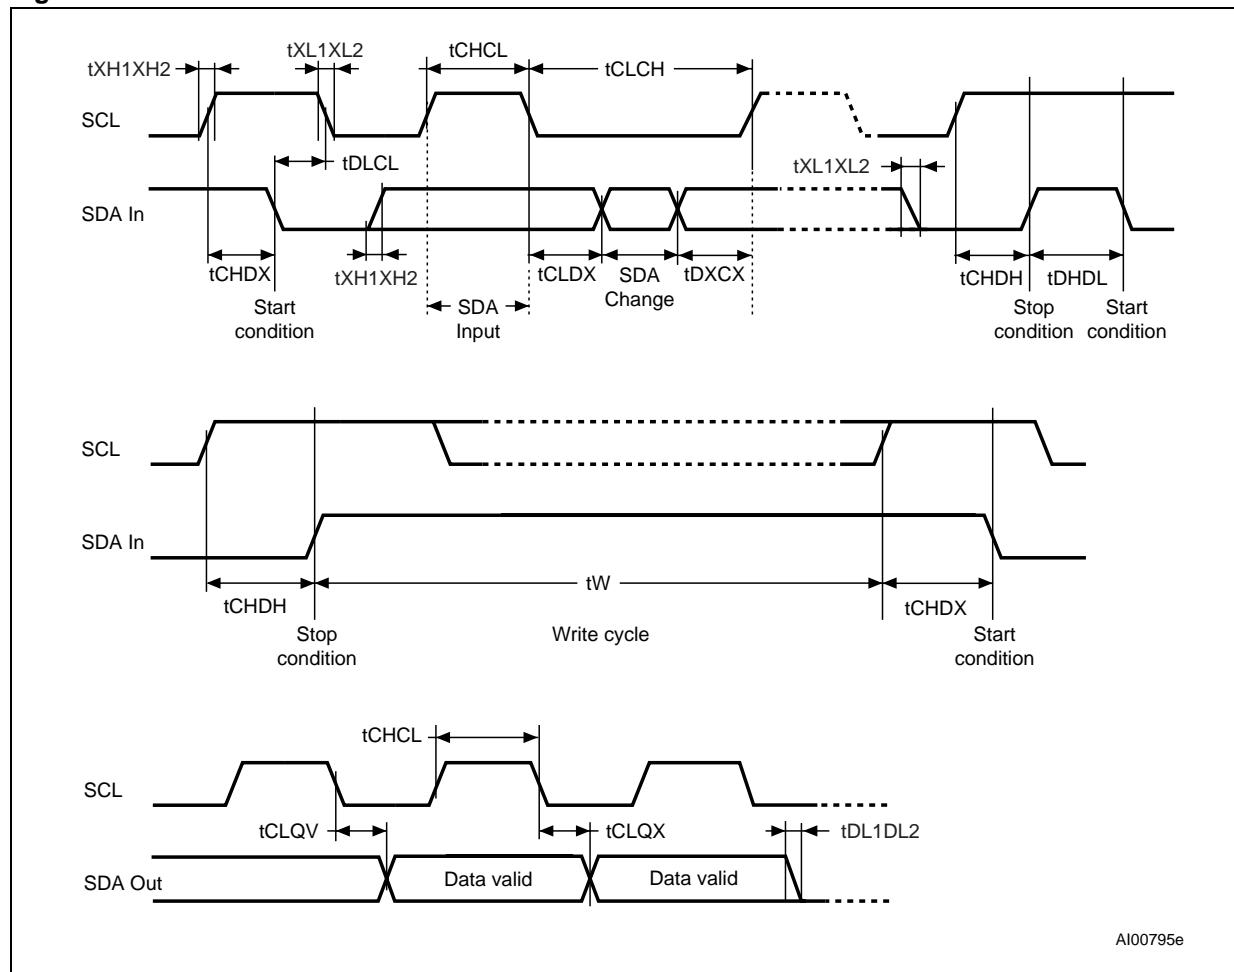 tXH1XH2
tXL1XL2
tCHCL
tCLCH
SCL
tDLCL
tXL1XL2
SDA In
tCHDX
tXH1XH2
tCLDX
SDA
Change
tDXCX
tCHDH
tDHDL
Start
condition
SDA
Input
Stop
condition
Start
condition
SCL
SDA In
tCHDH
tW
tCHDX
Stop
condition
Write cycle
Start
condition
tCHCL
SCL
tCLQV
tCLQX
tDL1DL2
SDA Out
Data valid
Data valid
AI00795e